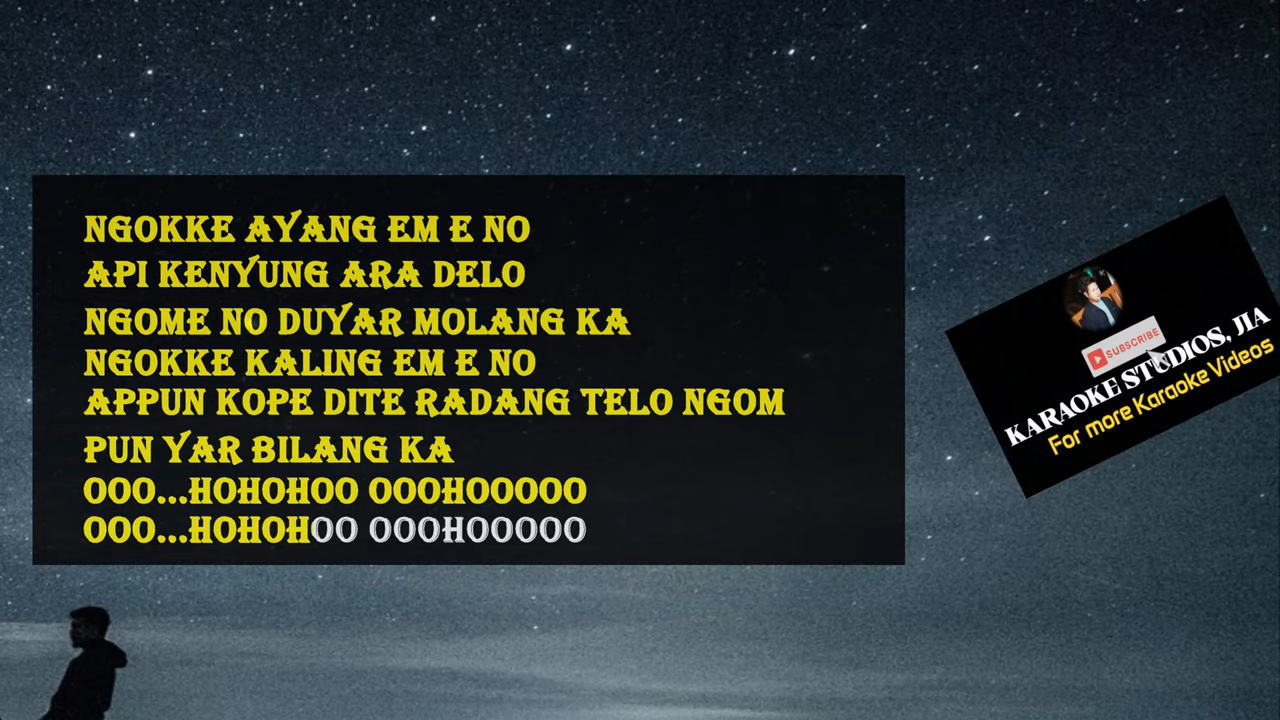 NGOKKE AYANG EM E NO
API KENYUNG ARA DELO
NGOME NO DUYAR MOLANG KA
NGOKKE KALING EM E NO
APPUN KOPE DITE RADANG TELO NGOM
PUN YAR BILANG KA
OOO...HOHOHOO OOOHOOOOO
OOO...HOHOHOO OOOHOOOOO
SUBSCRIBE
KARAOKE STUDIOS, JIA
For more Karaoke Videos